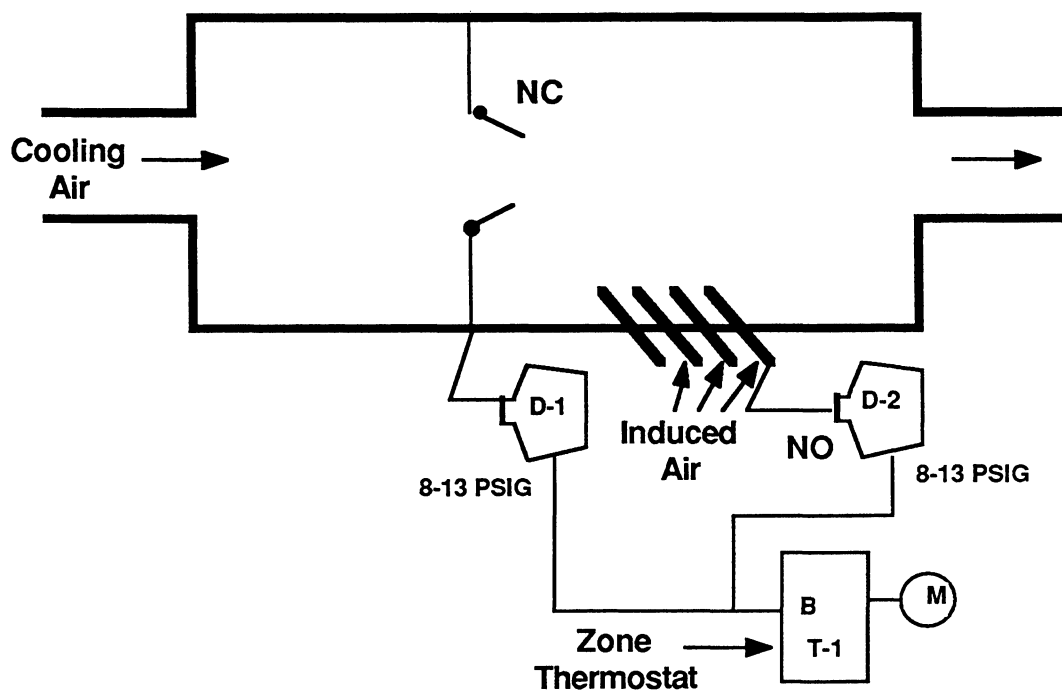 NC
Cooling
Air
D-1
D-2
Induced
Air
NO
8-13 PSIG
8-13 PSIG
B
M
T-1
Zone
Thermostat